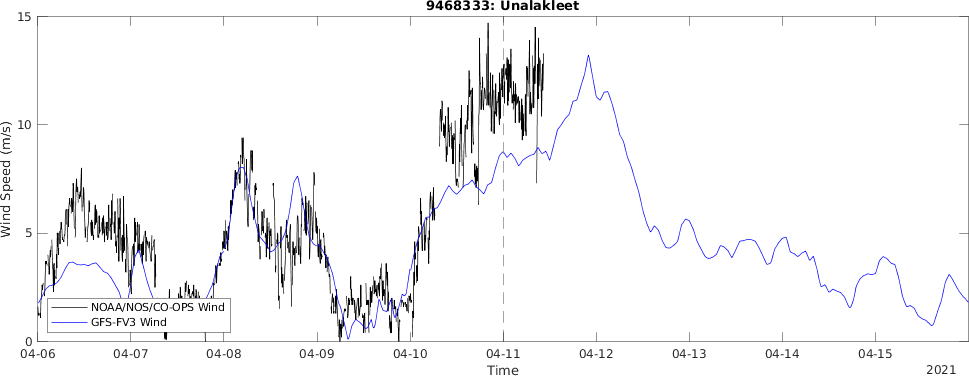 9468333: Unalakleet
15
10
5
0
Wind Speed (m/s)
NOAA/NOS/CO-OPS Wind
GFS-FV3 Wind
04-06 04-07 04-08 04-09 04-10 04-11 04-12 04-13 04-14 04-15
Time
2021